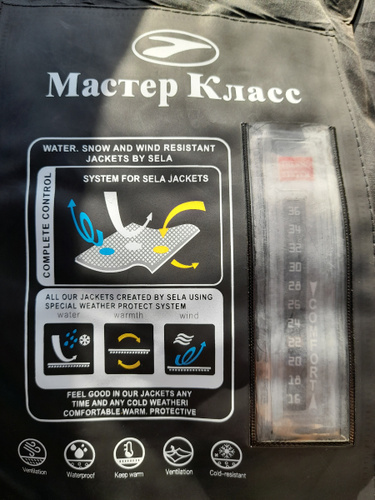 Мастер Класс
WATER. SNOW AND WIND RESISTANT
JACKETS BY SELA
COMPLETE CONTROL
SYSTEM FOR SELA JACKETS
ALL OUR JACKETS CREATED BY SELA USING
SPECIAL WEATHER PROTECT SYSTEM
water warmth wind
FEEL GOOD IN OUR JACKETS ANY
TIME AND ANY COLD WEATHERI
COMFORTABLE WARM. PROTECTIVE
Ventilation Waterproof Keep warm Ventilation Cold-resistant
36
34
32
30
28
26
24
22
20
18
16